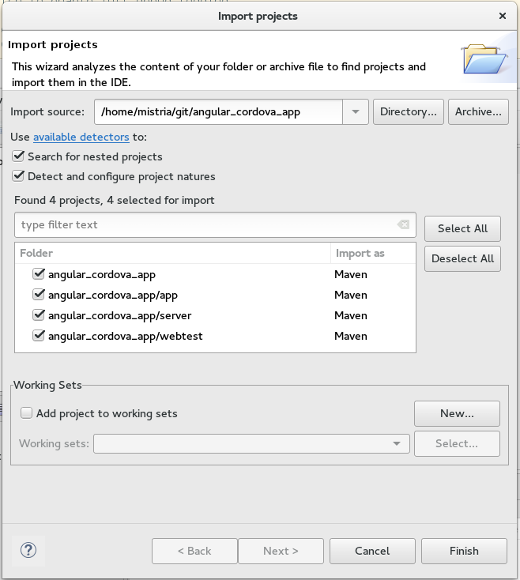 Import projects
Import projects
This wizard analyzes the content of your folder or archive file to find projects and
import them in the IDE.
Import source: /home/mistria/git/angular_cordova_app Directory... Archive...
Use available detectors to:
Search for nested projects
Detect and configure project natures
Found 4 projects, 4 selected for import
type filter text Select All
Deselect All
Folder Import as
angular_cordova_app Maven
angular_cordova_app/app Maven
angular_cordova_app/server Maven
angular_cordova_app/webtest Maven
Working Sets
Add project to working sets New...
Working sets: Select...
? < Back Next > Cancel Finish